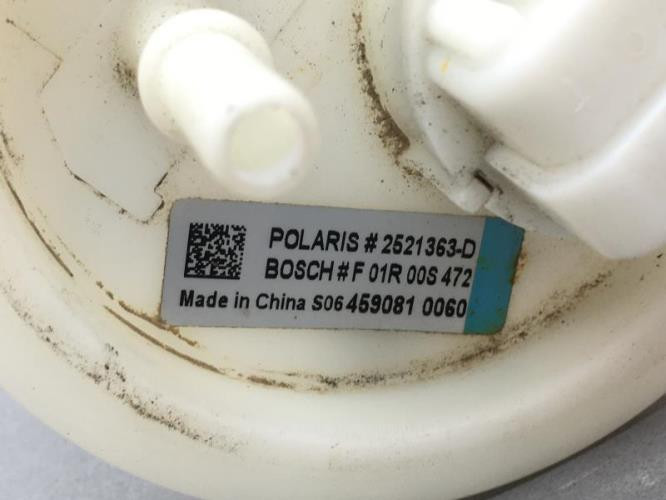 POLARIS # 2521363-D
BOSCH # F 01R 00S 472
Made in China S06 459081 0060